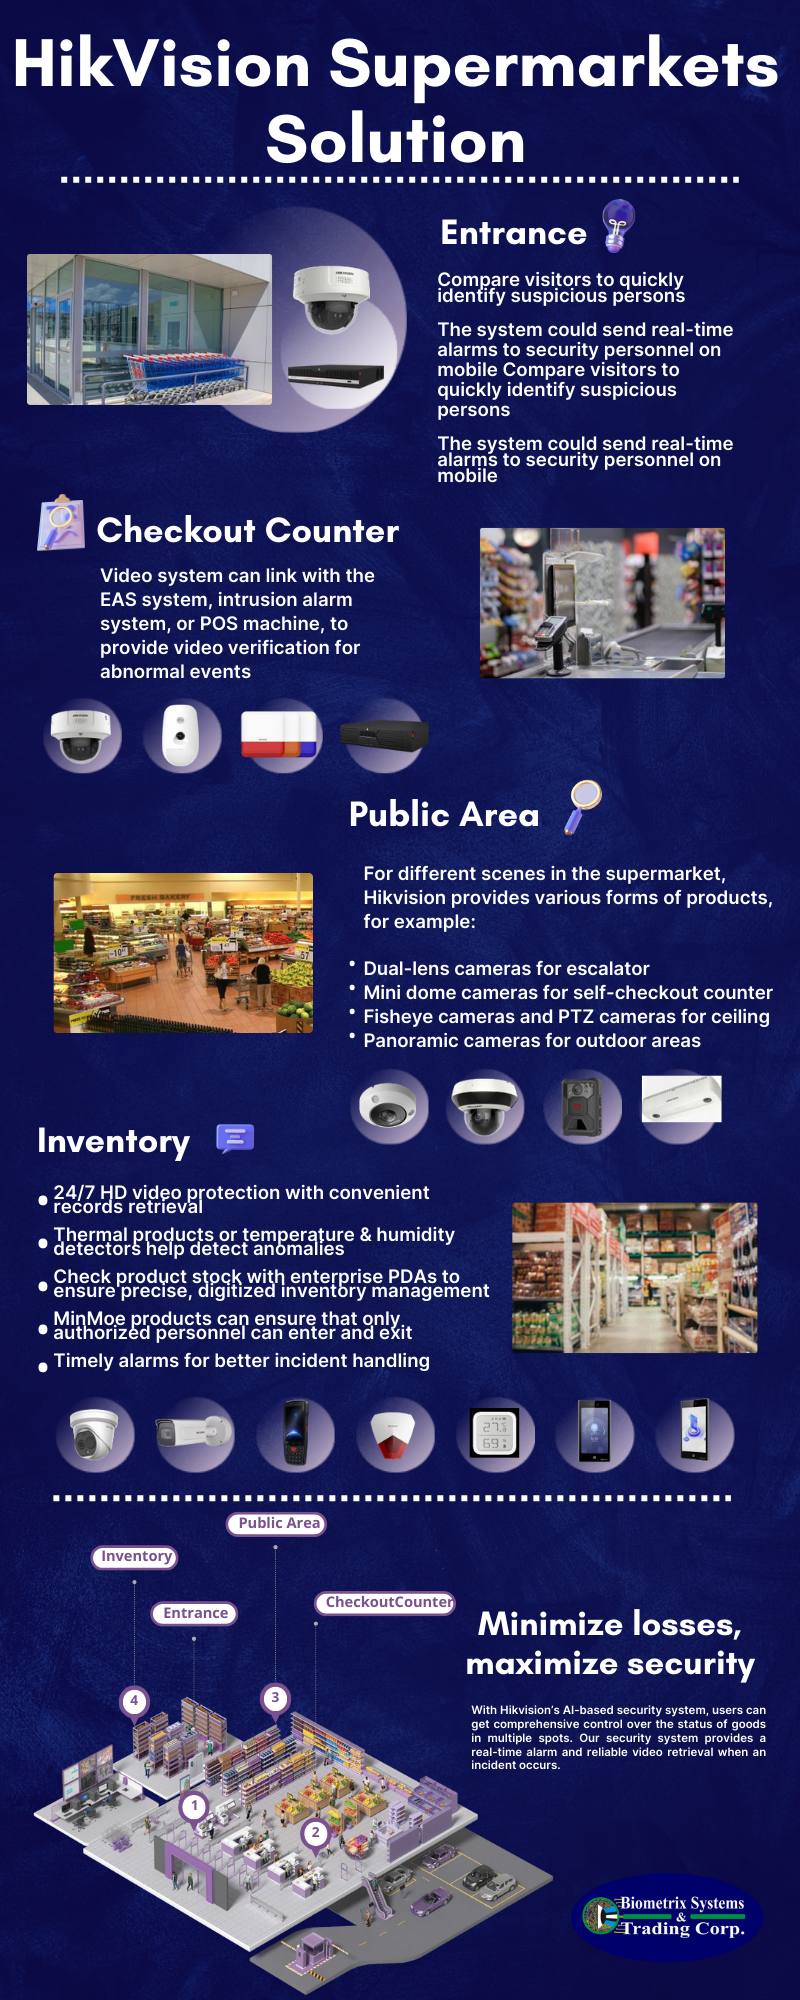 HikVision Supermarkets
Solution
Entrance
Compare visitors to quickly
identify suspicious persons
The system could send real-time
alarms to security personnel on
mobile Compare visitors to
quickly identify suspicious
persons
The system could send real-time
alarms to security personnel on
mobile
Checkout Counter
Video system can link with the
EAS system, intrusion alarm
system, or POS machine, to
provide video verification for
abnormal events
Public Area
For different scenes in the supermarket,
Hikvision provides various forms of products,
for example:
FRESH BAKERY
• Dual-lens cameras for escalator
• Mini dome cameras for self-checkout counter
• Fisheye cameras and PTZ cameras for ceiling
• Panoramic cameras for outdoor areas
Inventory
• 24/7 HD video protection with convenient
records retrieval
• Thermal products or temperature & humidity
detectors help detect anomalies
• Check product stock with enterprise PDAs to
ensure precise, digitized inventory management
• MinMoe products can ensure that only
authorized personnel can enter and exit
• Timely alarms for better incident handling
Public Area
Inventory
CheckoutCounter
Entrance
Minimize losses,
maximize security
With Hikvision's AI-based security system, users can
get comprehensive control over the status of goods
in multiple spots. Our security system provides a
real-time alarm and reliable video retrieval when an
incident occurs.
4
3
1
2
Biometrix Systems
&
Trading Corp.